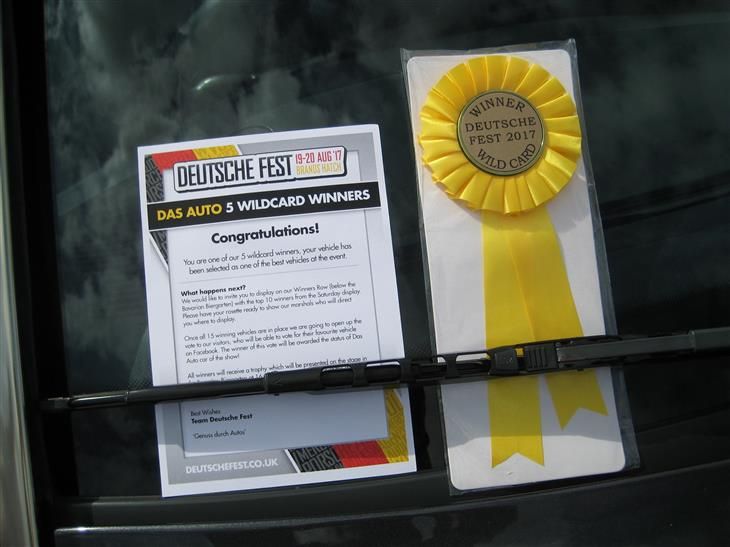 DEUTSCHE FEST 19-20 AUG '17
BRANDS HATCH
DAS AUTO 5 WILDCARD WINNERS
Congratulations!
You are one of our 5 wildcard winners, your vehicle has
been selected as one of the best vehicles at the event.
What happens next?
We would like to invite you to display on our Winners Row (below the
Bavarian Biergarten) with the top 10 winners from the Saturday display.
Please have your rosette ready to show our marshals who will direct
you where to display.
Once all 15 winning vehicles are in place we are going to open up the
vote to our visitors, who will be able to vote for their favourite vehicle
on Facebook. The winner of this vote will be awarded the status of Das
Auto car of the show!
All winners will receive a trophy which will be presented on the stage in
Best Wishes
Team Deutsche Fest
'Genuss durch Autos'
DEUTSCHEFEST.CO.UK
WINNER
DEUTSCHE
FEST 2017
WILD CARD